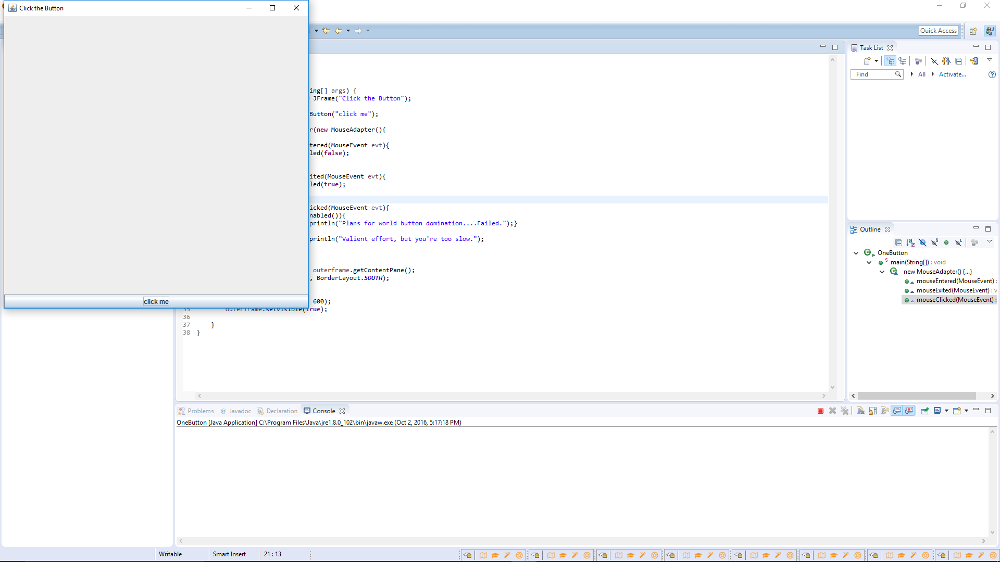 Click the Button
Quick Access
ing[] args) {
JFrame("Click the Button");
Button("click me");
r(new MouseAdapter(){
tered(MouseEvent evt){
led(false);
ited(MouseEvent evt){
led(true);
icked(MouseEvent evt){
nabled()){
println("Plans for world button domination....Failed.");}
println("Valient effort, but you're too slow.");
outerframe.getContentPane();
, BorderLayout.SOUTH);
600);
35 outerframe.setVisible(true);
36
37 }
38 }
click me
Task List
Find
All
Activate...
Outline
OneButton
main(String[]) : void
new MouseAdapter() {...}
mouseEntered(MouseEvent) :
mouseExited(MouseEvent) : v
mouseClicked(MouseEvent) :
Problems @ Javadoc Declaration Console
OneButton [Java Application] C:\Program Files\Java\jre1.8.0_102\bin\javaw.exe (Oct 2, 2016, 5:17:18 PM)
Writable Smart Insert 21 : 13